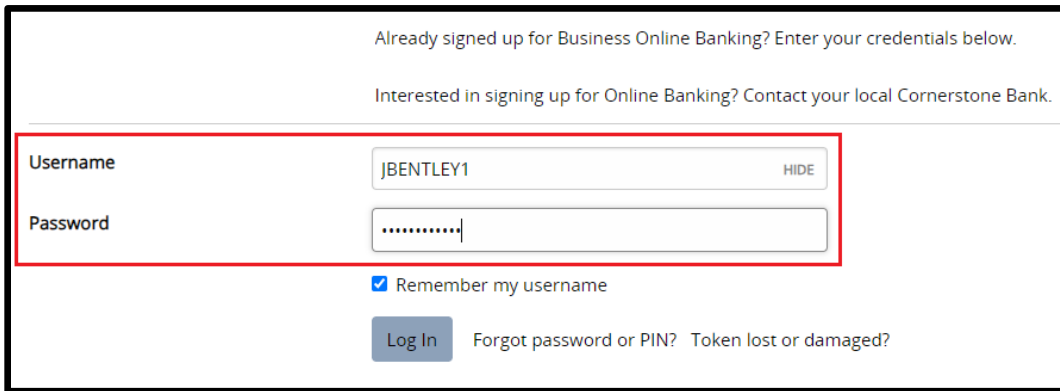 Already signed up for Business Online Banking? Enter your credentials below.
Interested in signing up for Online Banking? Contact your local Cornerstone Bank.
Username JBENTLEY1 HIDE
Password ••••••••••••
Remember my username
Log In Forgot password or PIN? Token lost or damaged?